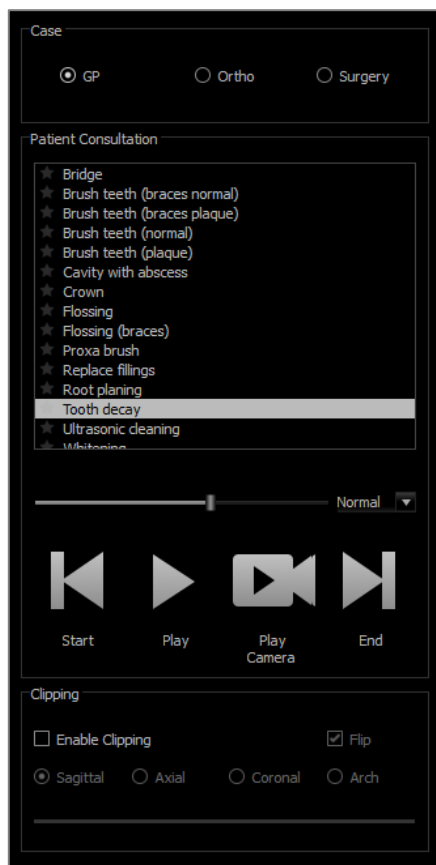 Case
GP Ortho Surgery
Patient Consultation
Bridge
Brush teeth (braces normal)
Brush teeth (braces plaque)
Brush teeth (normal)
Brush teeth (plaque)
Cavity with abscess
Crown
Flossing
Flossing (braces)
Proxa brush
Replace fillings
Root planing
Tooth decay
Ultrasonic cleaning
Whitening
Normal
Start Play Play End
Camera
Clipping
Enable Clipping Flip
Sagittal Axial Coronal Arch